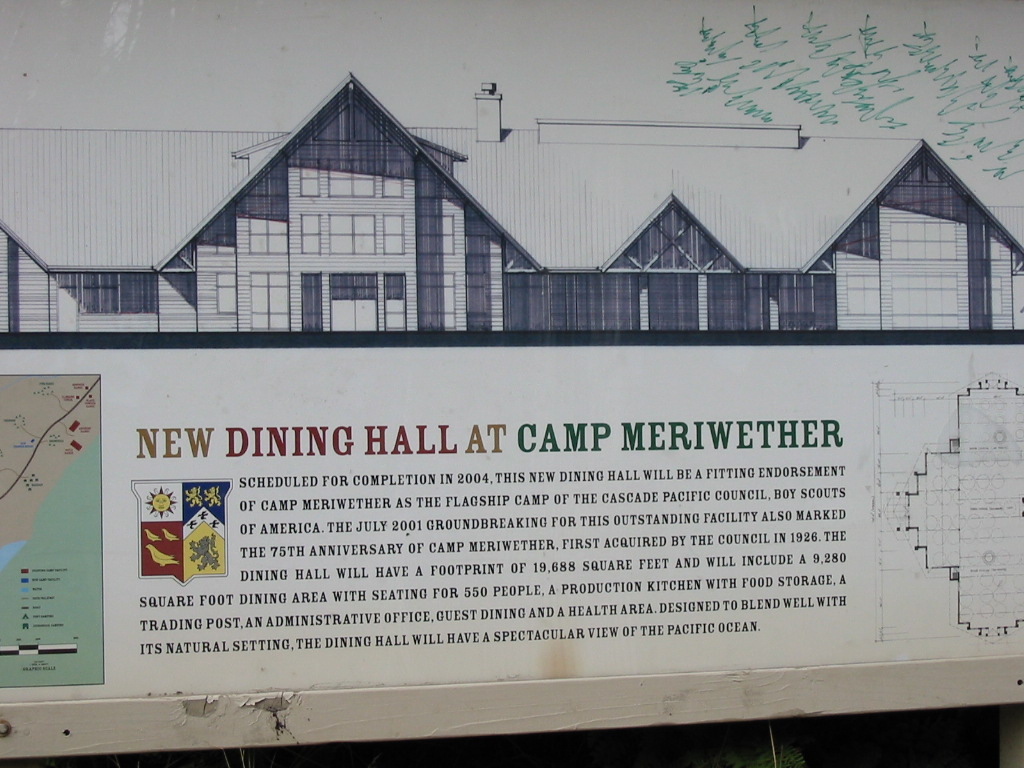 NEW DINING HALL AT CAMP MERIWETHER
SCHEDULED FOR COMPLETION IN 2004, THIS NEW DINING HALL WILL BE A FITTING ENDORSEMENT
OF CAMP MERIWETHER AS THE FLAGSHIP CAMP OF THE CASCADE PACIFIC COUNCIL, BOY SCOUTS
OF AMERICA. THE JULY 2001 GROUNDBREAKING FOR THIS OUTSTANDING FACILITY ALSO MARKED
THE 75TH ANNIVERSARY OF CAMP MERIWETHER, FIRST ACQUIRED BY THE COUNCIL IN 1926. THE
DINING HALL WILL HAVE A FOOTPRINT OF 19,688 SQUARE FEET AND WILL INCLUDE A 9,280
SQUARE FOOT DINING AREA WITH SEATING FOR 550 PEOPLE, A PRODUCTION KITCHEN WITH FOOD STORAGE, A
TRADING POST, AN ADMINISTRATIVE OFFICE, GUEST DINING AND A HEALTH AREA. DESIGNED TO BLEND WELL WITH
ITS NATURAL SETTING, THE DINING HALL WILL HAVE A SPECTACULAR VIEW OF THE PACIFIC OCEAN.
GRAPHIC SCALE